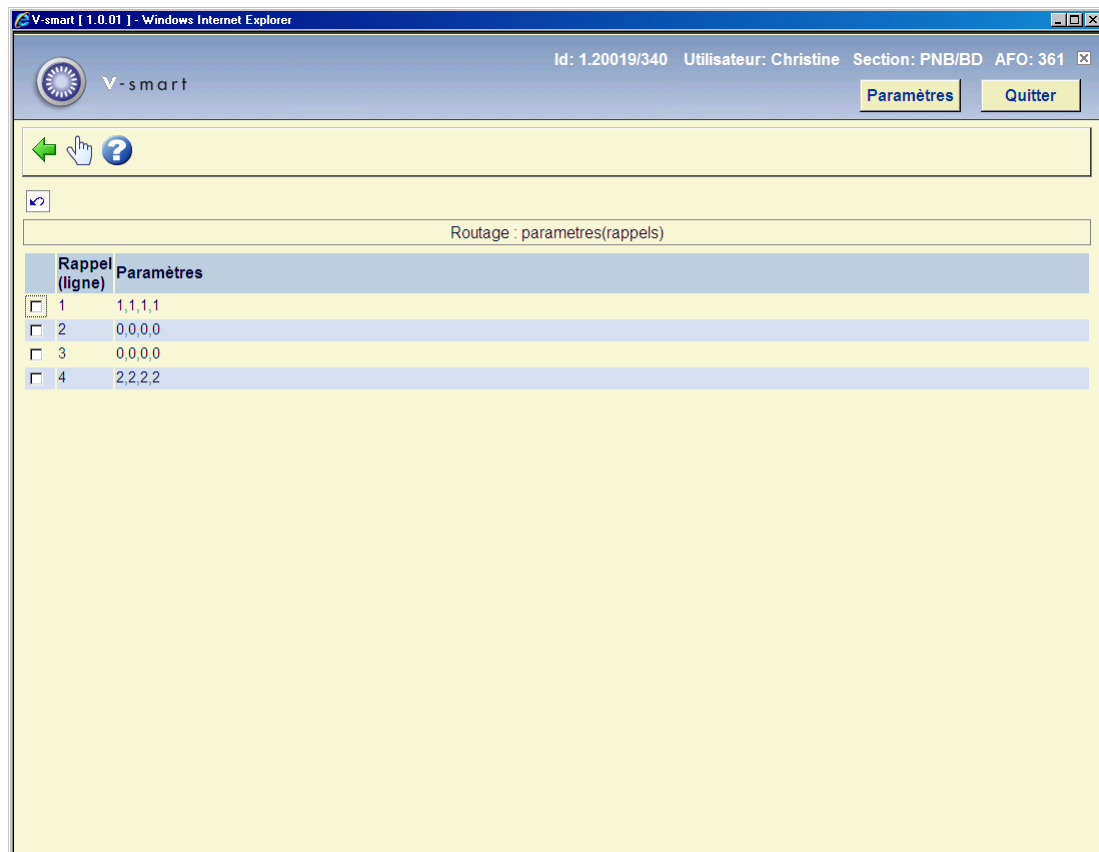 V-smart [ 1.0.01 ] - Windows Internet Explorer
Id: 1.20019/340 Utilisateur: Christine Section: PNB/BD AFO: 361
V-smart
Paramètres Quitter
Routage : parametres(rappels)
Rappel (ligne) Paramètres
1 1,1,1,1
2 0,0,0,0
3 0,0,0,0
4 2,2,2,2